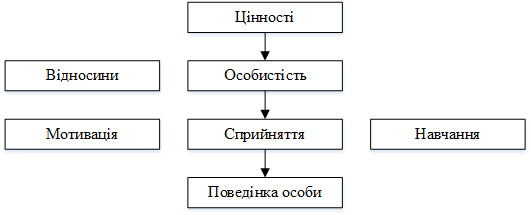 Цінності
Відносини
Особистість
Мотивація
Сприйняття
Навчання
Поведінка особи